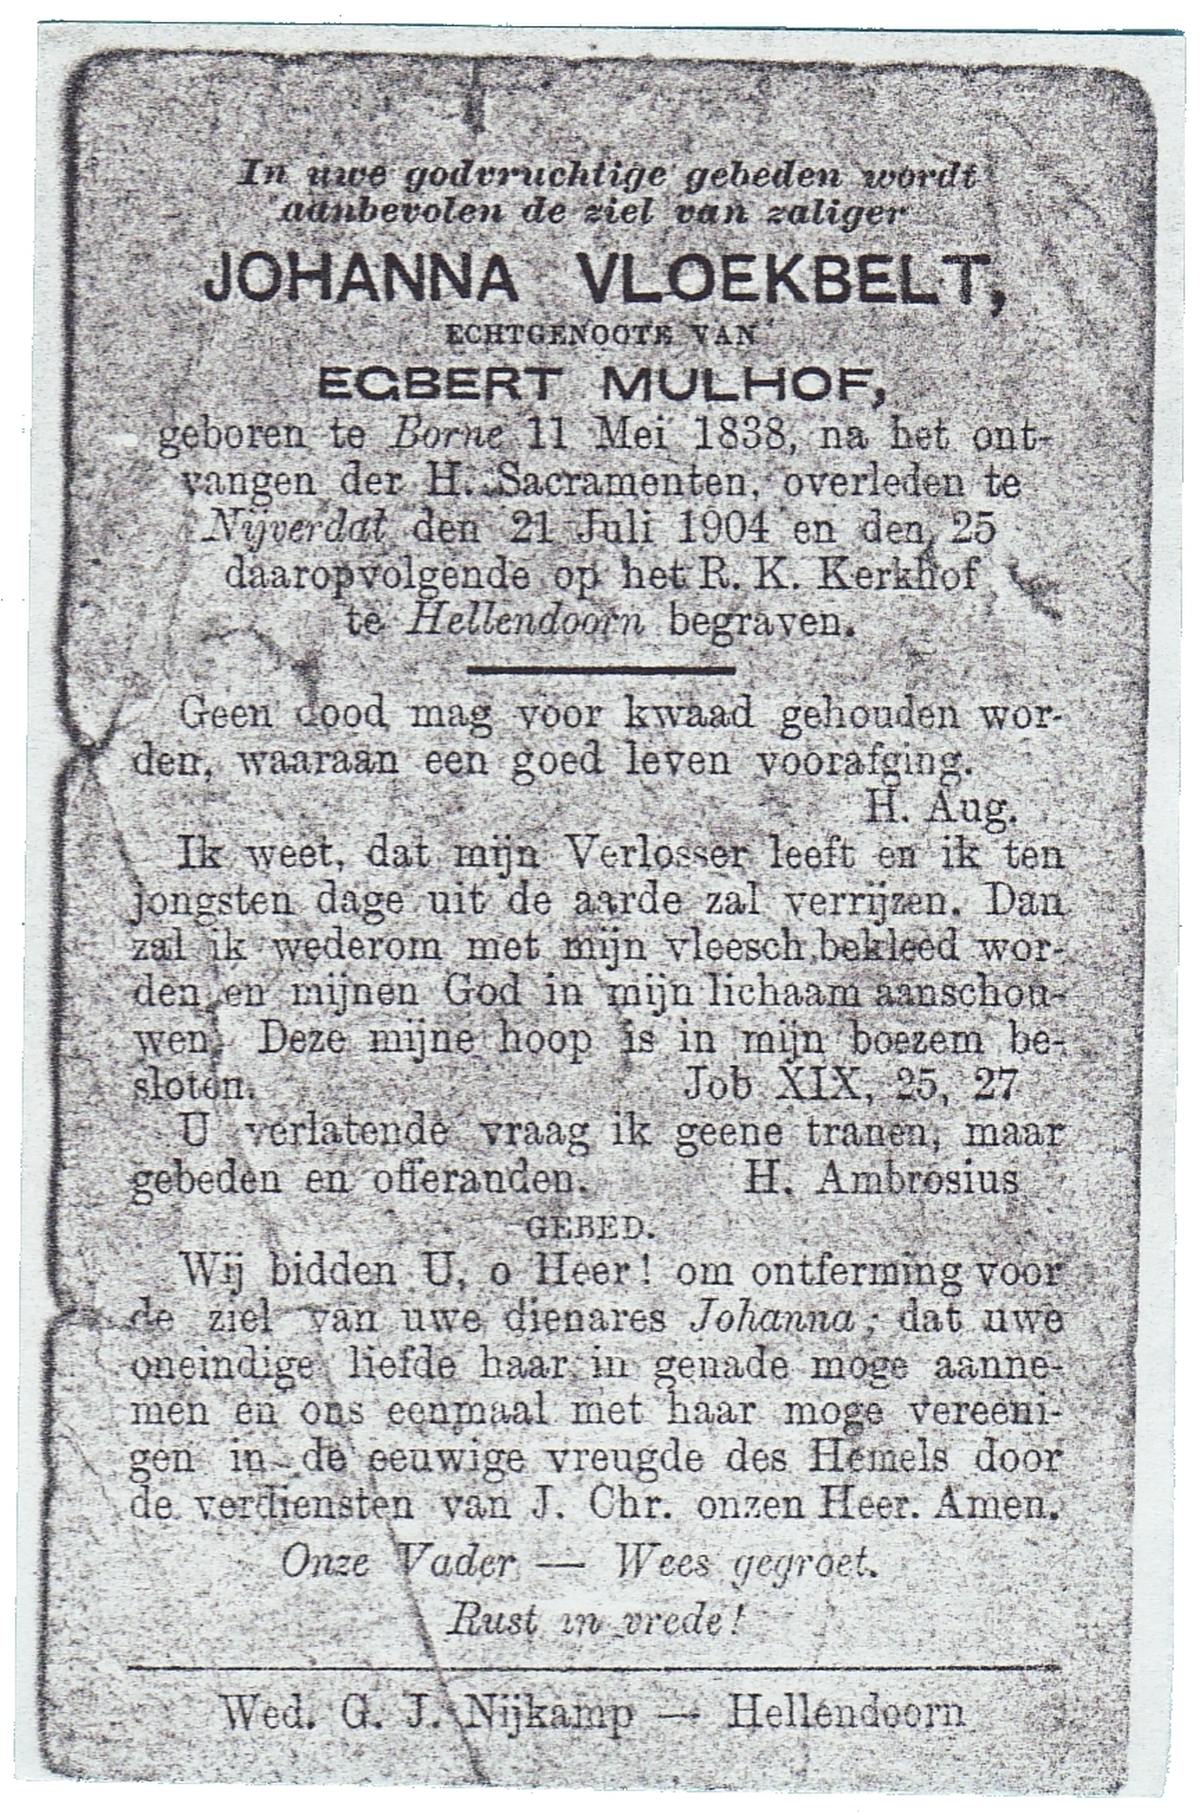 In uwe godvruchtige gebeden wordt
aanbevolen de ziel van zaliger
JOHANNA VLOEKBELT,
ECHTGENOOTE VAN
EGBERT MULHOF,
geboren te Borne 11 Mei 1838, na het ont-
vangen der H. Sacramenten, overleden te
Nijverdal den 21 Juli 1904 en den 25
daaropvolgende op het R. K. Kerkhof
te Hellendoorn begraven.
Geen dood mag voor kwaad gehouden wor-
den, waaraan een goed leven voorafging.
H. Aug.
Ik weet, dat mijn Verlosser leeft en ik ten
jongsten dage uit de aarde zal verrijzen. Dan
zal ik wederom met mijn vleesch bekleed wor-
den en mijnen God in mijn lichaam aanschou-
wen. Deze mijne hoop is in mijn boezem be-
sloten. Job XIX, 25, 27
U verlatende vraag ik geene tranen, maar
gebeden en offeranden. H. Ambrosius
GEBED.
Wij bidden U, o Heer! om ontferming voor
de ziel van uwe dienares Johanna; dat uwe
oneindige liefde haar in genade moge aanne-
men en ons eenmaal met haar moge vereeni-
gen in de eeuwige vreugde des Hemels door
de verdiensten van J. Chr. onzen Heer. Amen.
Onze Vader — Wees gegroet.
Rust in vrede!
Wed. G. J. Nijkamp — Hellendoorn